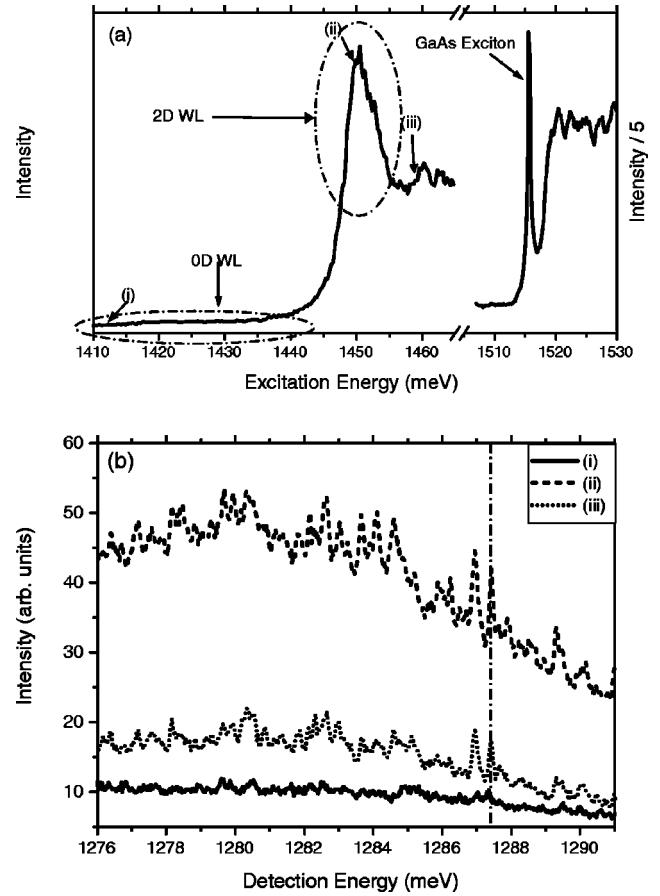 (a)
(ii)
GaAs Exciton
2D WL
(iii)
0D WL
(i)
Intensity
Intensity / 5
1410 1420 1430 1440 1450 1460 1510 1520 1530
Excitation Energy (meV)
(b)
60
50
40
30
20
10
(i)
(ii)
(iii)
Intensity (arb. units)
1276 1278 1280 1282 1284 1286 1288 1290
Detection Energy (meV)